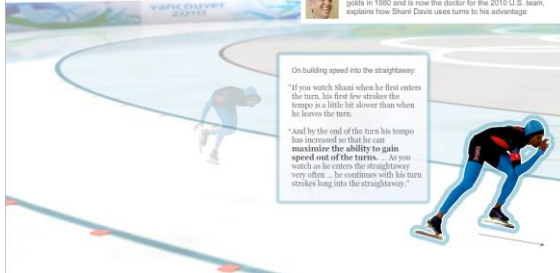 vancouver
2010
golds in 1980 and is now the doctor for the 2010 U.S. team,
explains how Shani Davis uses turns to his advantage
On building speed into the straightaway:
"If you watch Shani when he first enters
the turn, his first few strokes the
tempo is a little bit slower than when
he leaves the turn.
"And by the end of the turn his tempo
has increased so that he can
maximize the ability to gain
speed out of the turns. ... As you
watch as he enters the straightaway
very often ... he continues with his turn
strokes long into the straightaway."